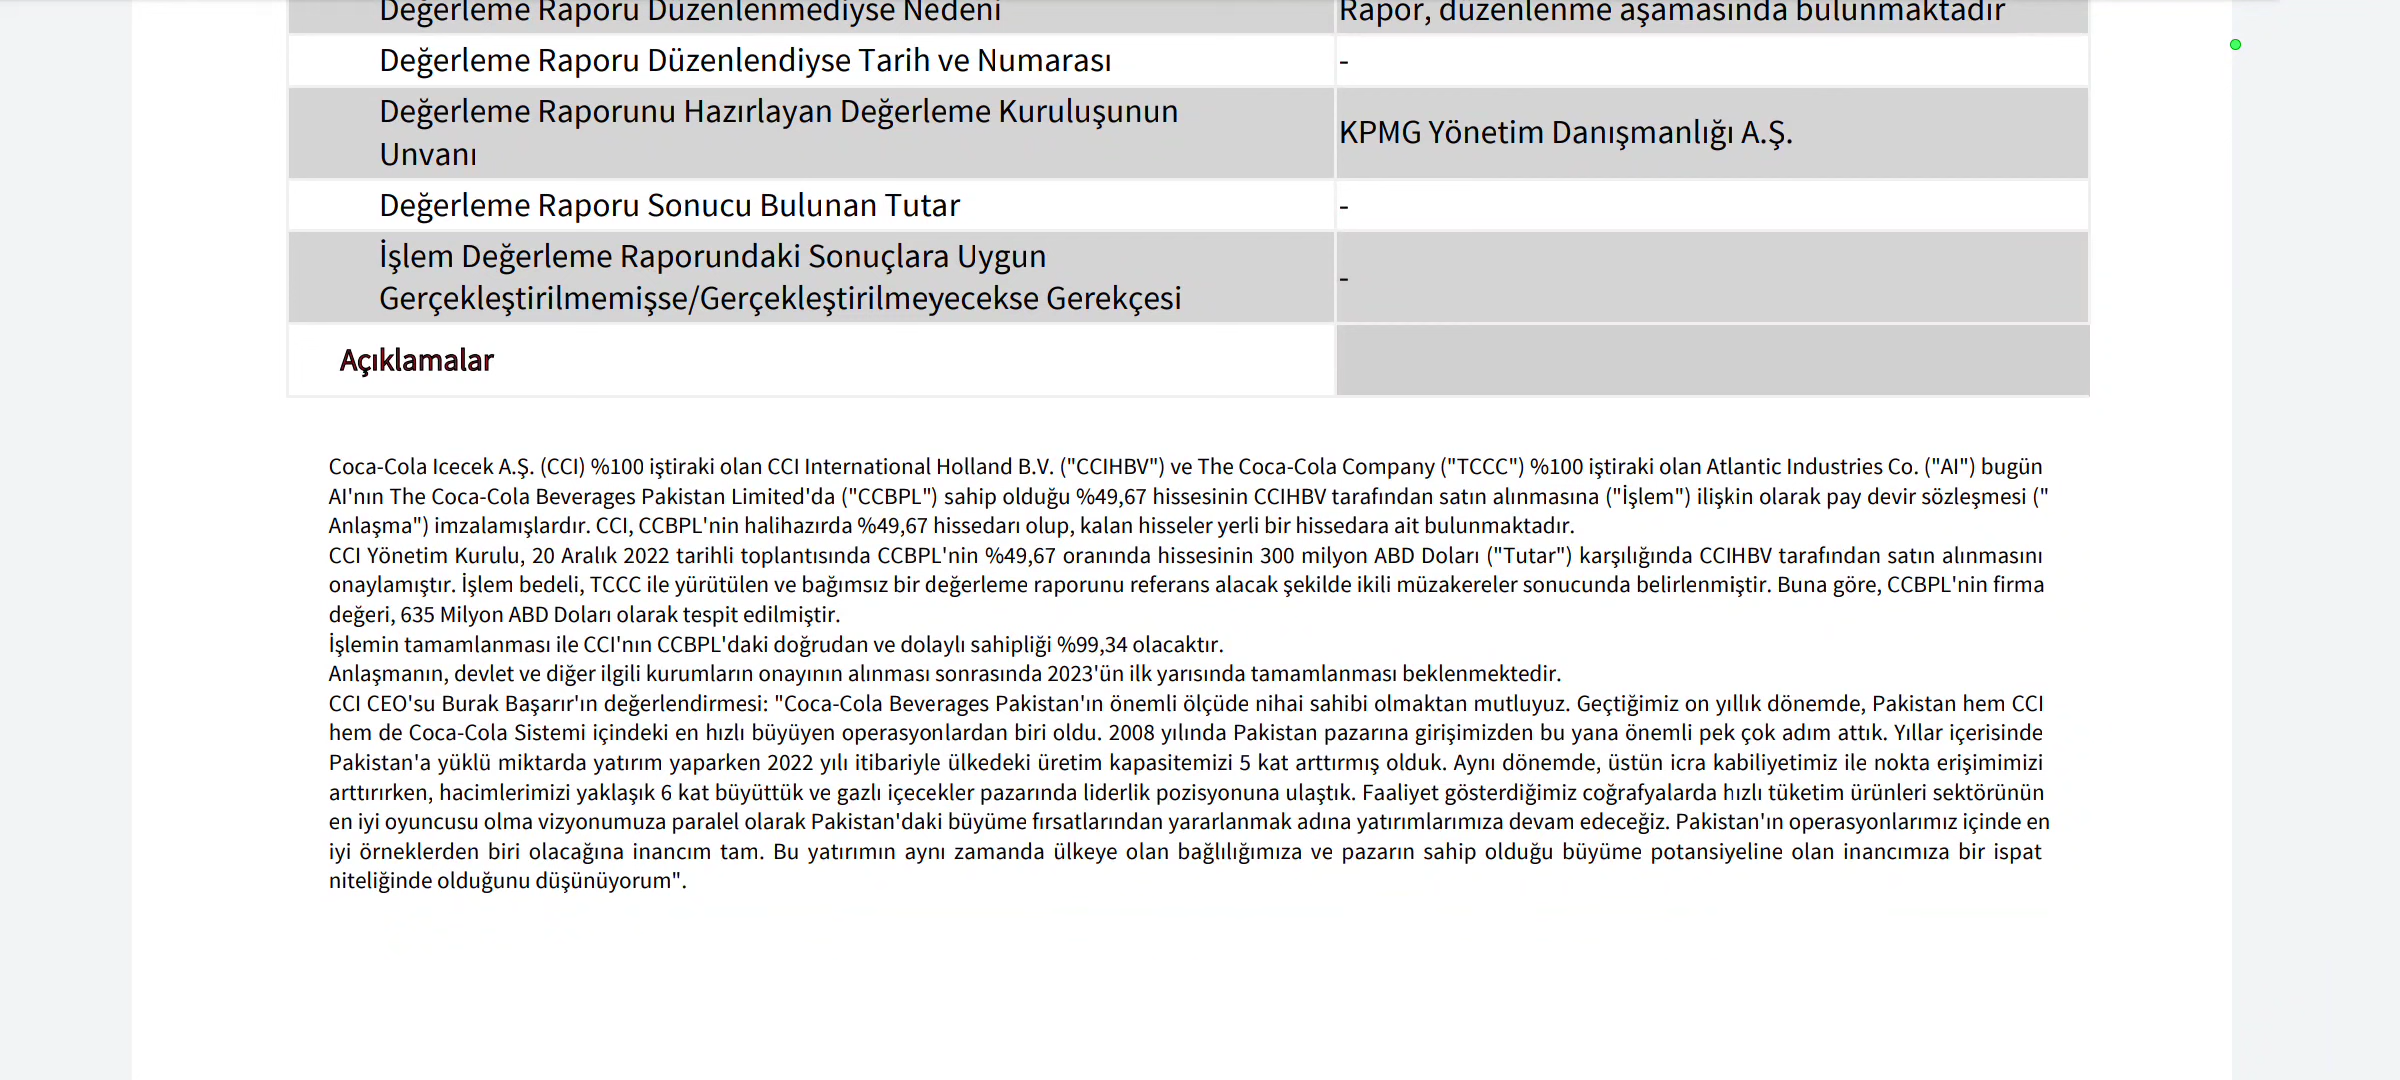 Değerleme Raporu Düzenlenmediyse Nedeni
Rapor, düzenlenme aşamasında bulunmaktadır
Değerleme Raporu Düzenlendiyse Tarih ve Numarası
-
Değerleme Raporunu Hazırlayan Değerleme Kuruluşunun
Unvanı
KPMG Yönetim Danışmanlığı A.Ş.
Değerleme Raporu Sonucu Bulunan Tutar
-
İşlem Değerleme Raporundaki Sonuçlara Uygun
Gerçekleştirilmemişse/Gerçekleştirilmeyecekse Gerekçesi
-
Açıklamalar
Coca-Cola Icecek A.Ş. (CCI) %100 iştiraki olan CCI International Holland B.V. ("CCIHBV") ve The Coca-Cola Company ("TCCC") %100 iştiraki olan Atlantic Industries Co. ("AI") bugün
AI'nın The Coca-Cola Beverages Pakistan Limited'da ("CCBPL") sahip olduğu %49,67 hissesinin CCIHBV tarafından satın alınmasına ("İşlem") ilişkin olarak pay devir sözleşmesi ("
Anlaşma") imzalamışlardır. CCI, CCBPL'nin halihazırda %49,67 hissedarı olup, kalan hisseler yerli bir hissedara ait bulunmaktadır.
CCI Yönetim Kurulu, 20 Aralık 2022 tarihli toplantısında CCBPL'nin %49,67 oranında hissesinin 300 milyon ABD Doları ("Tutar") karşılığında CCIHBV tarafından satın alınmasını
onaylamıştır. İşlem bedeli, TCCC ile yürütülen ve bağımsız bir değerleme raporunu referans alacak şekilde ikili müzakereler sonucunda belirlenmiştir. Buna göre, CCBPL'nin firma
değeri, 635 Milyon ABD Doları olarak tespit edilmiştir.
İşlemin tamamlanması ile CCI'nın CCBPL'daki doğrudan ve dolaylı sahipliği %99,34 olacaktır.
Anlaşmanın, devlet ve diğer ilgili kurumların onayının alınması sonrasında 2023'ün ilk yarısında tamamlanması beklenmektedir.
CCI CEO'su Burak Başarır'ın değerlendirmesi: "Coca-Cola Beverages Pakistan'ın önemli ölçüde nihai sahibi olmaktan mutluyuz. Geçtiğimiz on yıllık dönemde, Pakistan hem CCI
hem de Coca-Cola Sistemi içindeki en hızlı büyüyen operasyonlardan biri oldu. 2008 yılında Pakistan pazarına girişimizden bu yana önemli pek çok adım attık. Yıllar içerisinde
Pakistan'a yüklü miktarda yatırım yaparken 2022 yılı itibariyle ülkedeki üretim kapasitemizi 5 kat arttırmış olduk. Aynı dönemde, üstün icra kabiliyetimiz ile nokta erişimimizi
arttırırken, hacimlerimizi yaklaşık 6 kat büyüttük ve gazlı içecekler pazarında liderlik pozisyonuna ulaştık. Faaliyet gösterdiğimiz coğrafyalarda hızlı tüketim ürünleri sektörünün
en iyi oyuncusu olma vizyonumuza paralel olarak Pakistan'daki büyüme fırsatlarından yararlanmak adına yatırımlarımıza devam edeceğiz. Pakistan'ın operasyonlarımız içinde en
iyi örneklerden biri olacağına inancım tam. Bu yatırımın aynı zamanda ülkeye olan bağlılığımıza ve pazarın sahip olduğu büyüme potansiyeline olan inancımıza bir ispat
niteliğinde olduğunu düşünüyorum".